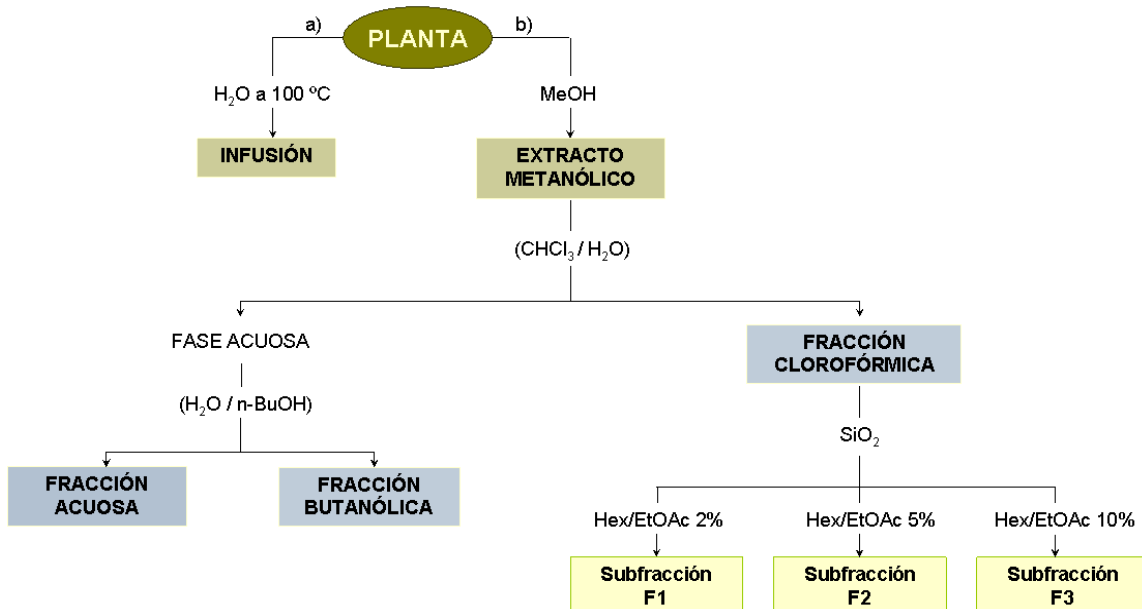 a)
PLANTA
b)
H₂O a 100 ºC
MeOH
INFUSIÓN
EXTRACTO
METANÓLICO
(CHCl₃ / H₂O)
FASE ACUOSA
FRACCIÓN
CLOROFÓRMICA
(H₂O / n-BuOH)
SiO₂
FRACCIÓN
ACUOSA
FRACCIÓN
BUTANÓLICA
Hex/EtOAc 2%
Hex/EtOAc 5%
Hex/EtOAc 10%
Subfracción
F1
Subfracción
F2
Subfracción
F3